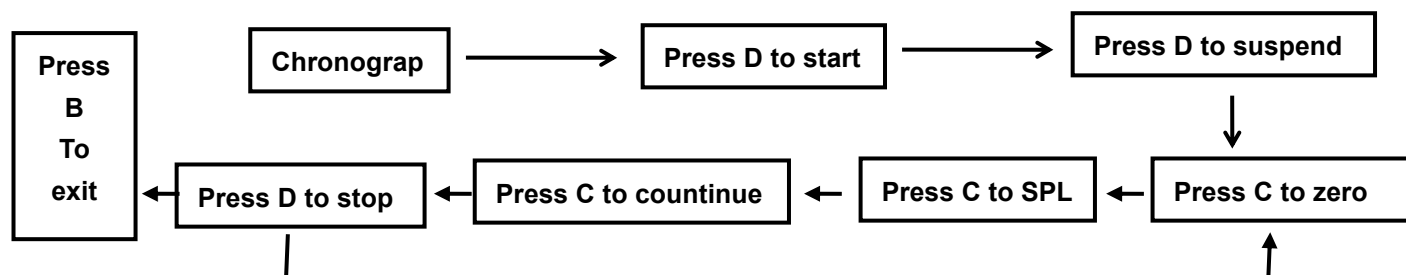 Chronograp
Press D to start
Press D to suspend
Press C to zero
Press C to SPL
Press C to countinue
Press D to stop
Press
B
To
exit